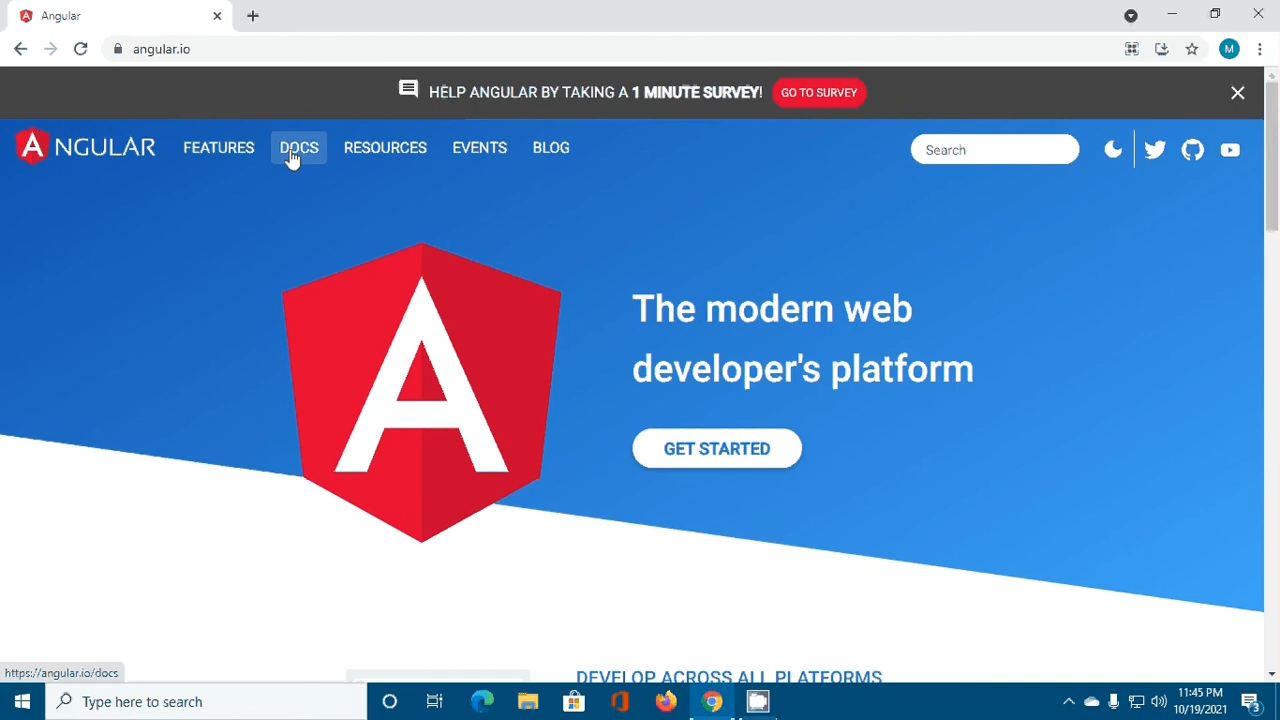 Angular
angular.io
M
HELP ANGULAR BY TAKING A 1 MINUTE SURVEY!
GO TO SURVEY
ANGULAR
FEATURES
DOCS
RESOURCES
EVENTS
BLOG
Search
A
The modern web
developer's platform
GET STARTED
DEVELOP ACROSS ALL PLATFORMS
https://angular.io/docs
Type here to search
11:45 PM
10/19/2021
3